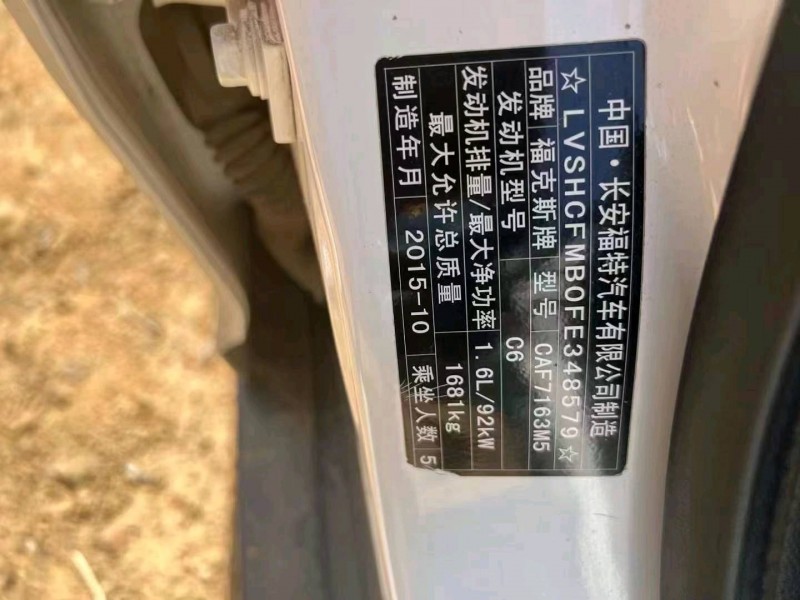 中国·长安福特汽车有限公司制造
☆LVSHCFMB0FE348579☆
品牌 福克斯牌 型号 CAF7163M5
发动机型号 C6
发动机排量/最大净功率 1.6L/92kW
最大允许总质量 1681kg
制造年月 2015-10 乘坐人数 5